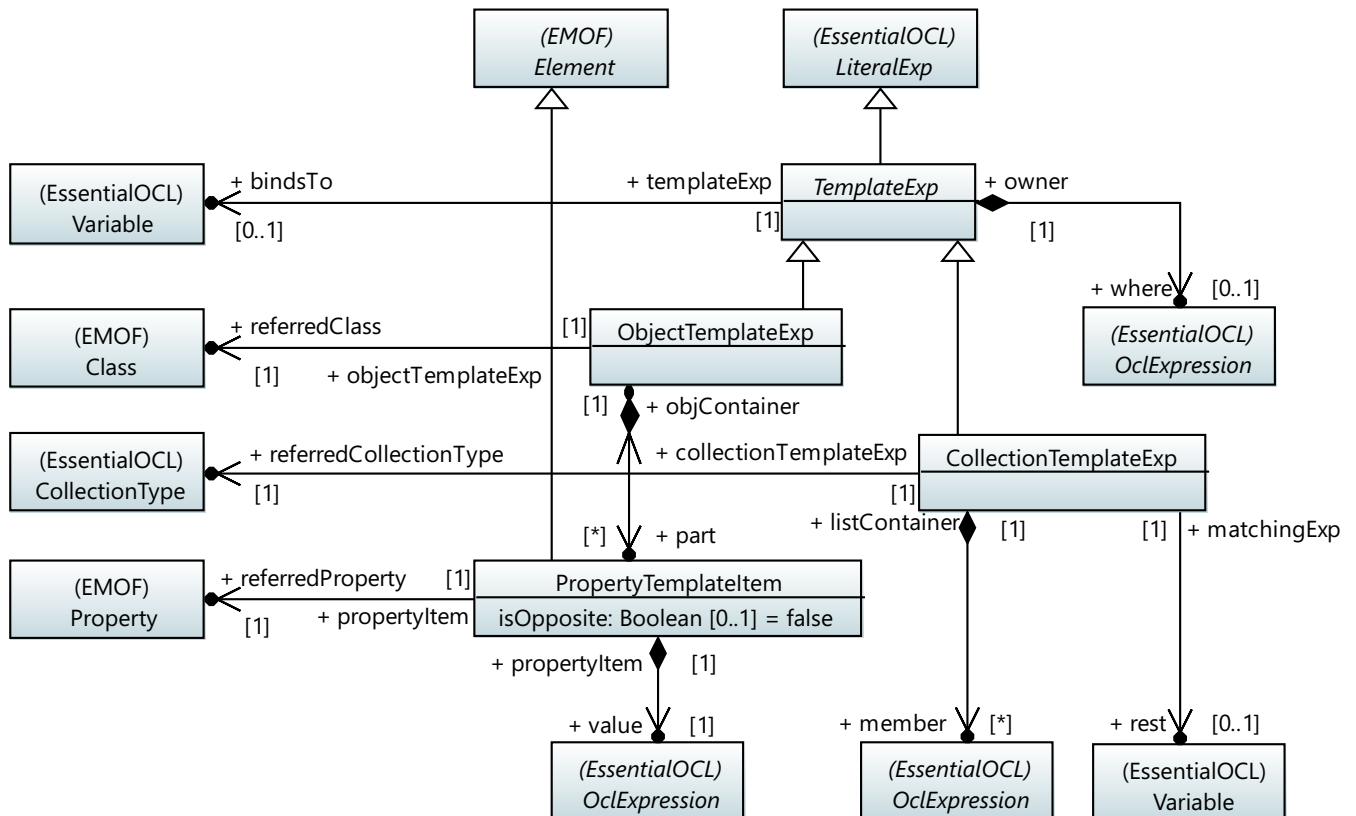 (EMOF)
Element
(EssentialOCL)
LiteralExp
(EssentialOCL)
Variable
+ bindsTo
[0..1]
+ templateExp
[1]
TemplateExp
+ owner
[1]
+ where
[0..1]
(EssentialOCL)
OclExpression
(EMOF)
Class
+ referredClass
[1]
[1]
+ objectTemplateExp
ObjectTemplateExp
[1]
+ objContainer
(EssentialOCL)
CollectionType
+ referredCollectionType
[1]
+ collectionTemplateExp
[1]
CollectionTemplateExp
+ listContainer
[1]
[1]
+ matchingExp
[*]
+ part
(EMOF)
Property
+ referredProperty
[1]
[1]
+ propertyItem
PropertyTemplateItem
isOpposite: Boolean [0..1] = false
+ propertyItem
[1]
+ value
[1]
(EssentialOCL)
OclExpression
+ member
[*]
(EssentialOCL)
OclExpression
+ rest
[0..1]
(EssentialOCL)
Variable